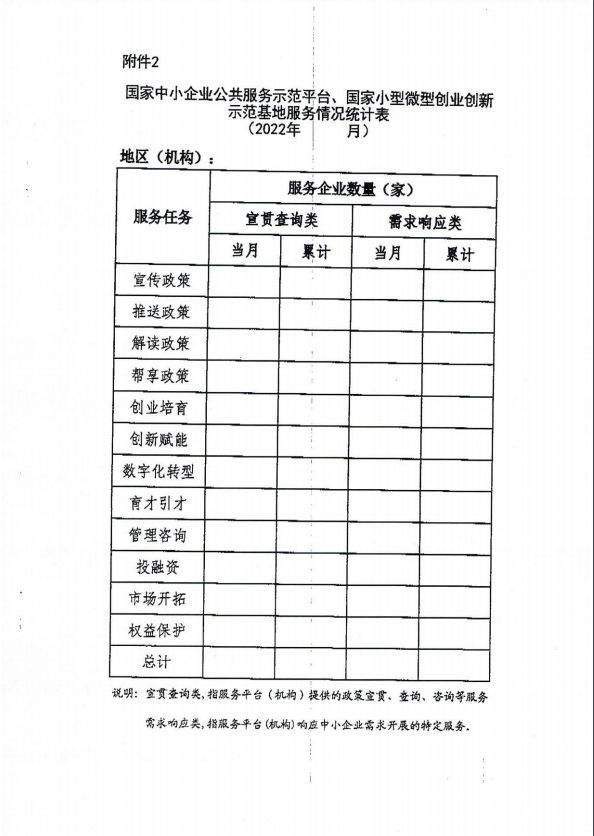 附件2
国家中小企业公共服务示范平台、国家小型微型创业创新
示范基地服务情况统计表
（2022年 月）
地区（机构）：
服务任务
服务企业数量（家）
宣贯查询类 需求响应类
当月 累计 当月 累计
宣传政策
推送政策
解读政策
帮享政策
创业培育
创新赋能
数字化转型
育才引才
管理咨询
投融资
市场开拓
权益保护
总计
说明：宣贯查询类,指服务平台（机构）提供的政策宣贯、查询、咨询等服务
需求响应类,指服务平台(机构)响应中小企业需求开展的特定服务.